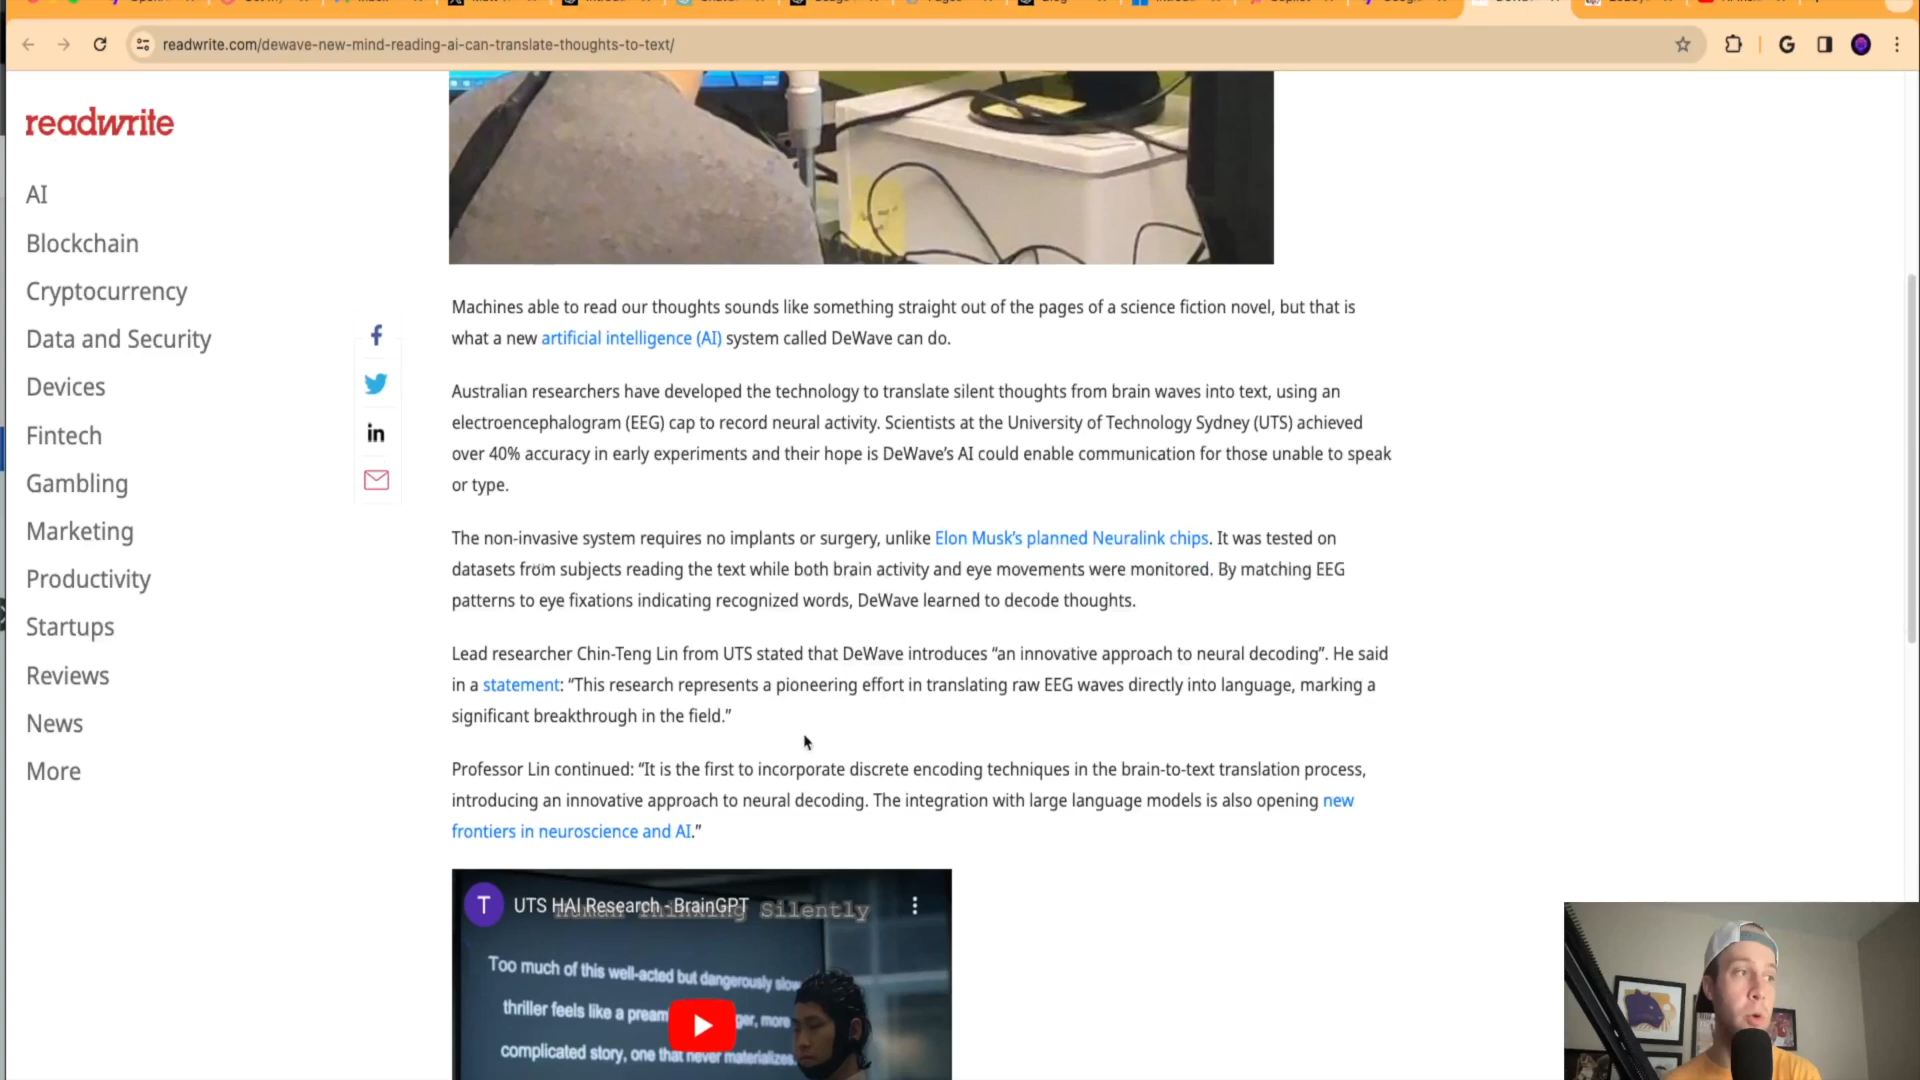 readwrite.com/dewave-new-mind-reading-ai-can-translate-thoughts-to-text/
readwrite
AI
Blockchain
Cryptocurrency
Data and Security
Devices
Fintech
Gambling
Marketing
Productivity
Startups
Reviews
News
More
Machines able to read our thoughts sounds like something straight out of the pages of a science fiction novel, but that is
what a new artificial intelligence (AI) system called DeWave can do.
Australian researchers have developed the technology to translate silent thoughts from brain waves into text, using an
electroencephalogram (EEG) cap to record neural activity. Scientists at the University of Technology Sydney (UTS) achieved
over 40% accuracy in early experiments and their hope is DeWave’s AI could enable communication for those unable to speak
or type.
The non-invasive system requires no implants or surgery, unlike Elon Musk’s planned Neuralink chips. It was tested on
datasets from subjects reading the text while both brain activity and eye movements were monitored. By matching EEG
patterns to eye fixations indicating recognized words, DeWave learned to decode thoughts.
Lead researcher Chin-Teng Lin from UTS stated that DeWave introduces “an innovative approach to neural decoding”. He said
in a statement: “This research represents a pioneering effort in translating raw EEG waves directly into language, marking a
significant breakthrough in the field.”
Professor Lin continued: “It is the first to incorporate discrete encoding techniques in the brain-to-text translation process,
introducing an innovative approach to neural decoding. The integration with large language models is also opening new
frontiers in neuroscience and AI.”
T
UTS HAI Research - BrainGPT
Human Thinking Silently
Too much of this well-acted but dangerously slow
thriller feels like a
complicated story, one that never materializes.